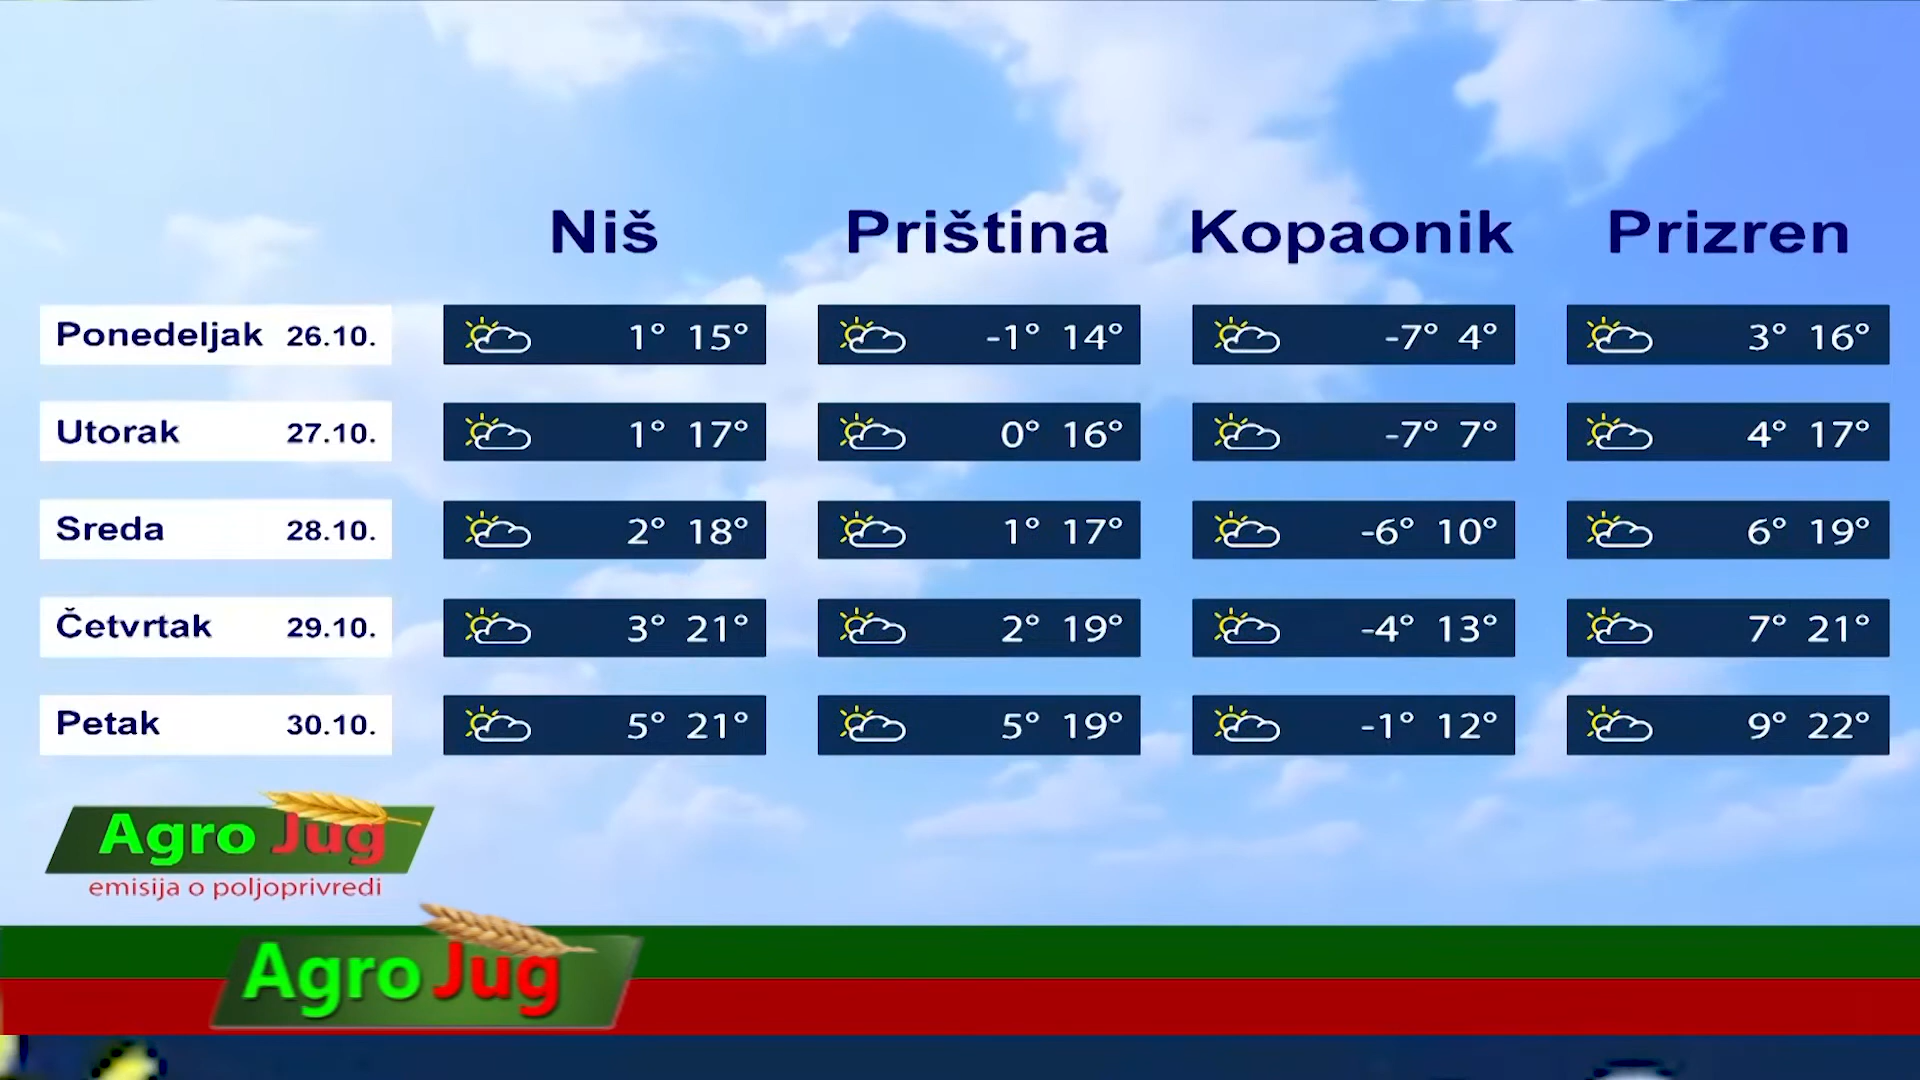 Niš Priština Kopaonik Prizren
Ponedeljak 26.10. 1° 15° -1° 14° -7° 4° 3° 16°
Utorak 27.10. 1° 17° 0° 16° -7° 7° 4° 17°
Sreda 28.10. 2° 18° 1° 17° -6° 10° 6° 19°
Četvrtak 29.10. 3° 21° 2° 19° -4° 13° 7° 21°
Petak 30.10. 5° 21° 5° 19° -1° 12° 9° 22°
Agro Jug
emisija o poljoprivredi
Agro Jug